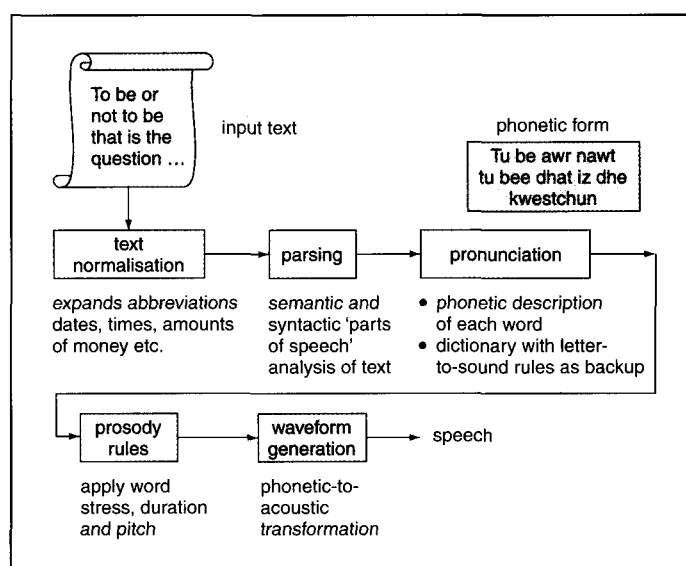 To be or
not to be
that is the
question ...
input text
phonetic form
Tu be awr nawt
tu bee dhat iz dhe
kwestchun
text
normalisation
parsing
pronunciation
expands abbreviations
dates, times, amounts
of money etc.
semantic and
syntactic 'parts
of speech'
analysis of text
• phonetic description
of each word
• dictionary with letter-
to-sound rules as backup
prosody
rules
waveform
generation
speech
apply word
stress, duration
and pitch
phonetic-to-
acoustic
transformation